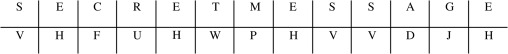 S E C R E T M E S S A G E
V H F U H W P H V V D J H